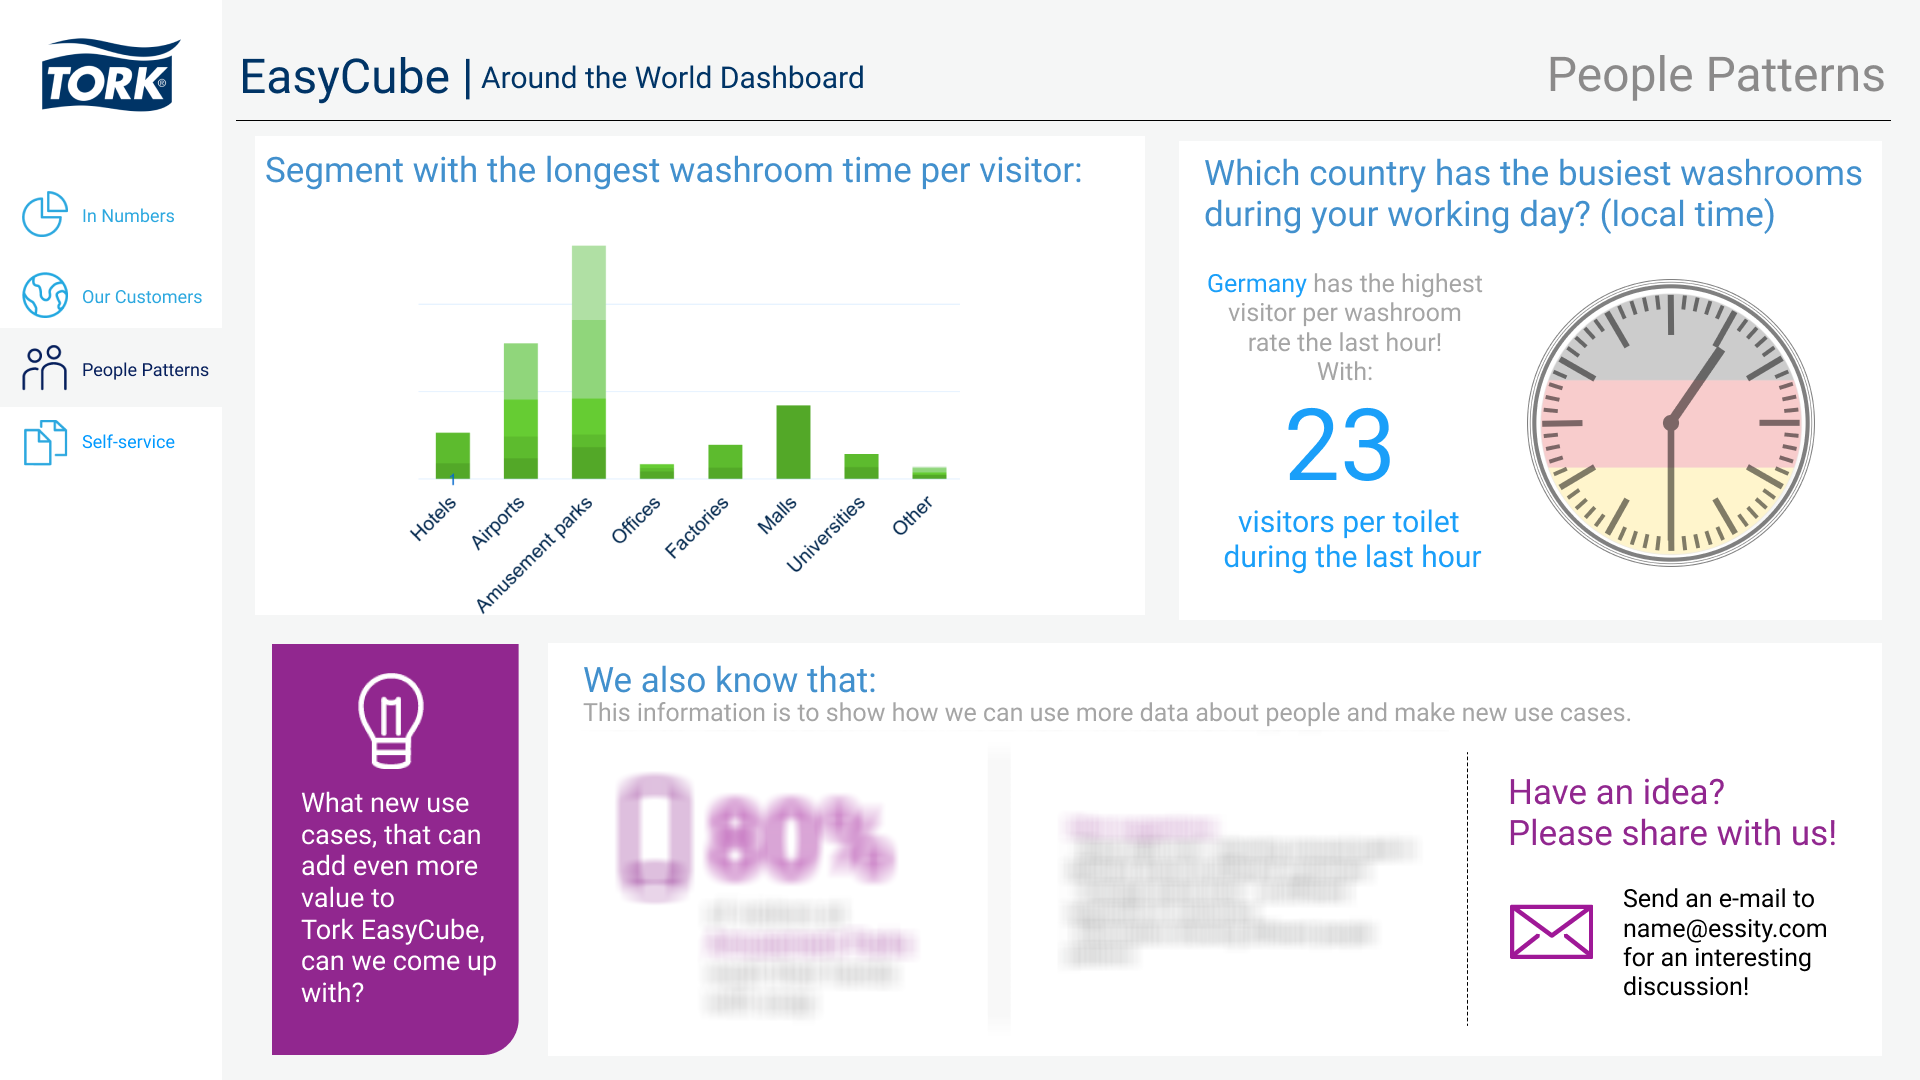 TORK®
EasyCube | Around the World Dashboard
People Patterns
In Numbers
Our Customers
People Patterns
Self-service
Segment with the longest washroom time per visitor:
1
Hotels
Airports
Amusement parks
Offices
Factories
Malls
Universities
Other
Which country has the busiest washrooms
during your working day? (local time)
Germany has the highest
visitor per washroom
rate the last hour!
With:
23
visitors per toilet
during the last hour
What new use
cases, that can
add even more
value to
Tork EasyCube,
can we come up
with?
We also know that:
This information is to show how we can use more data about people and make new use cases.
80%
Have an idea?
Please share with us!
Send an e-mail to
name@essity.com
for an interesting
discussion!